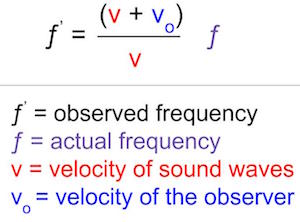 f' = (v + vo) / v f
f' = observed frequency
f = actual frequency
v = velocity of sound waves
vo = velocity of the observer